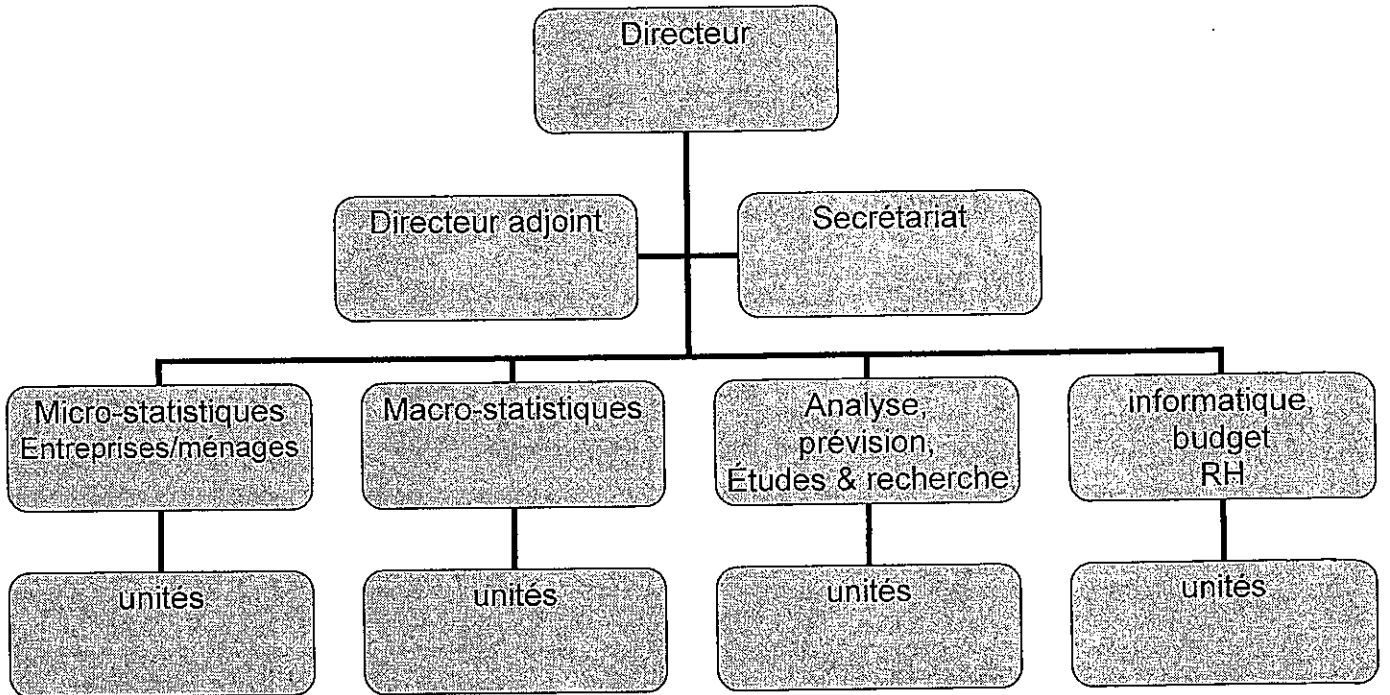 Directeur
Directeur adjoint
Secrétariat
Micro-statistiques
Entreprises/ménages
Macro-statistiques
Analyse,
prévision,
Études & recherche
informatique,
budget
RH
unités
unités
unités
unités